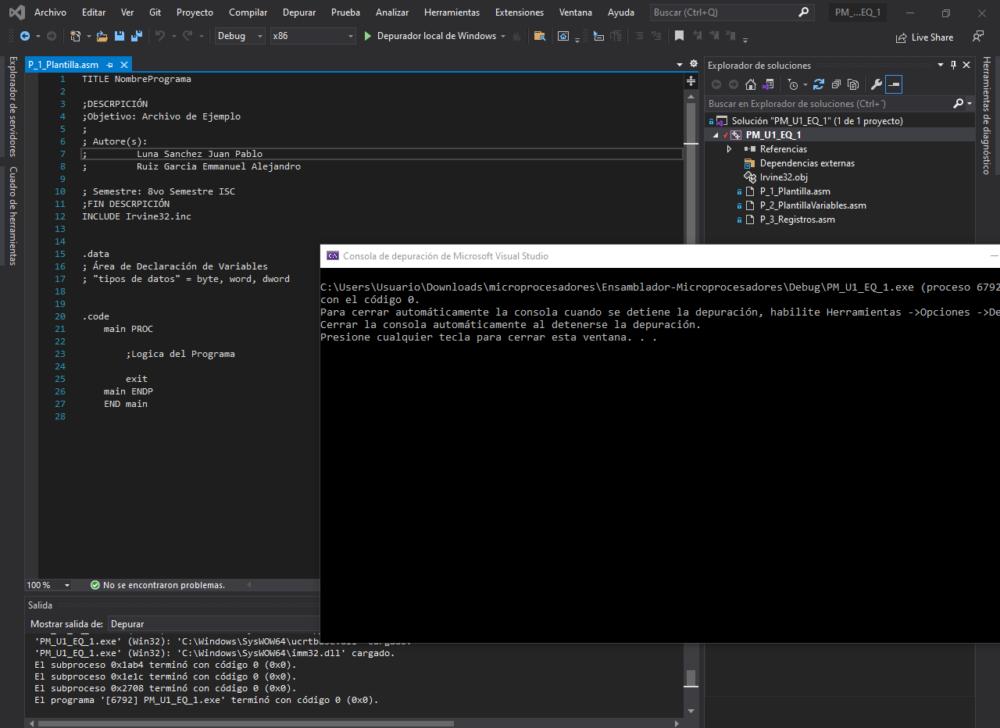 Archivo Editar Ver Git Proyecto Compilar Depurar Prueba Analizar Herramientas Extensiones Ventana Ayuda Buscar (Ctrl+Q) PM_...EQ_1
Debug x86 Depurador local de Windows Live Share
Explorador de servidores
Cuadro de herramientas
P_1_Plantilla.asm
1 TITLE NombrePrograma
2
3 ;DESCRPICIÓN
4 ;Objetivo: Archivo de Ejemplo
5 ;
6 ; Autore(s):
7 ; Luna Sanchez Juan Pablo
8 ; Ruiz Garcia Emmanuel Alejandro
9
10 ; Semestre: 8vo Semestre ISC
11 ;FIN DESCRPICIÓN
12 INCLUDE Irvine32.inc
13
14
15 .data
16 ; Área de Declaración de Variables
17 ; "tipos de datos" = byte, word, dword
18
19
20 .code
21 main PROC
22
23 ;Logica del Programa
24
25 exit
26 main ENDP
27 END main
28
100 % No se encontraron problemas.
Explorador de soluciones
Buscar en Explorador de soluciones (Ctrl+´)
Solución "PM_U1_EQ_1" (1 de 1 proyecto)
PM_U1_EQ_1
Referencias
Dependencias externas
Irvine32.obj
P_1_Plantilla.asm
P_2_PlantillaVariables.asm
P_3_Registros.asm
Herramientas de diagnóstico
Consola de depuración de Microsoft Visual Studio
C:\Users\Usuario\Downloads\microprocesadores\Ensamblador-Microprocesadores\Debug\PM_U1_EQ_1.exe (proceso 6792
con el código 0.
Para cerrar automáticamente la consola cuando se detiene la depuración, habilite Herramientas ->Opciones ->De
Cerrar la consola automáticamente al detenerse la depuración.
Presione cualquier tecla para cerrar esta ventana. . .
Salida
Mostrar salida de: Depurar
'PM_U1_EQ_1.exe' (Win32): 'C:\Windows\SysWOW64\ucrtbase.dll' cargado.
'PM_U1_EQ_1.exe' (Win32): 'C:\Windows\SysWOW64\imm32.dll' cargado.
El subproceso 0x1ab4 terminó con código 0 (0x0).
El subproceso 0x1e1c terminó con código 0 (0x0).
El subproceso 0x2708 terminó con código 0 (0x0).
El programa '[6792] PM_U1_EQ_1.exe' terminó con código 0 (0x0).